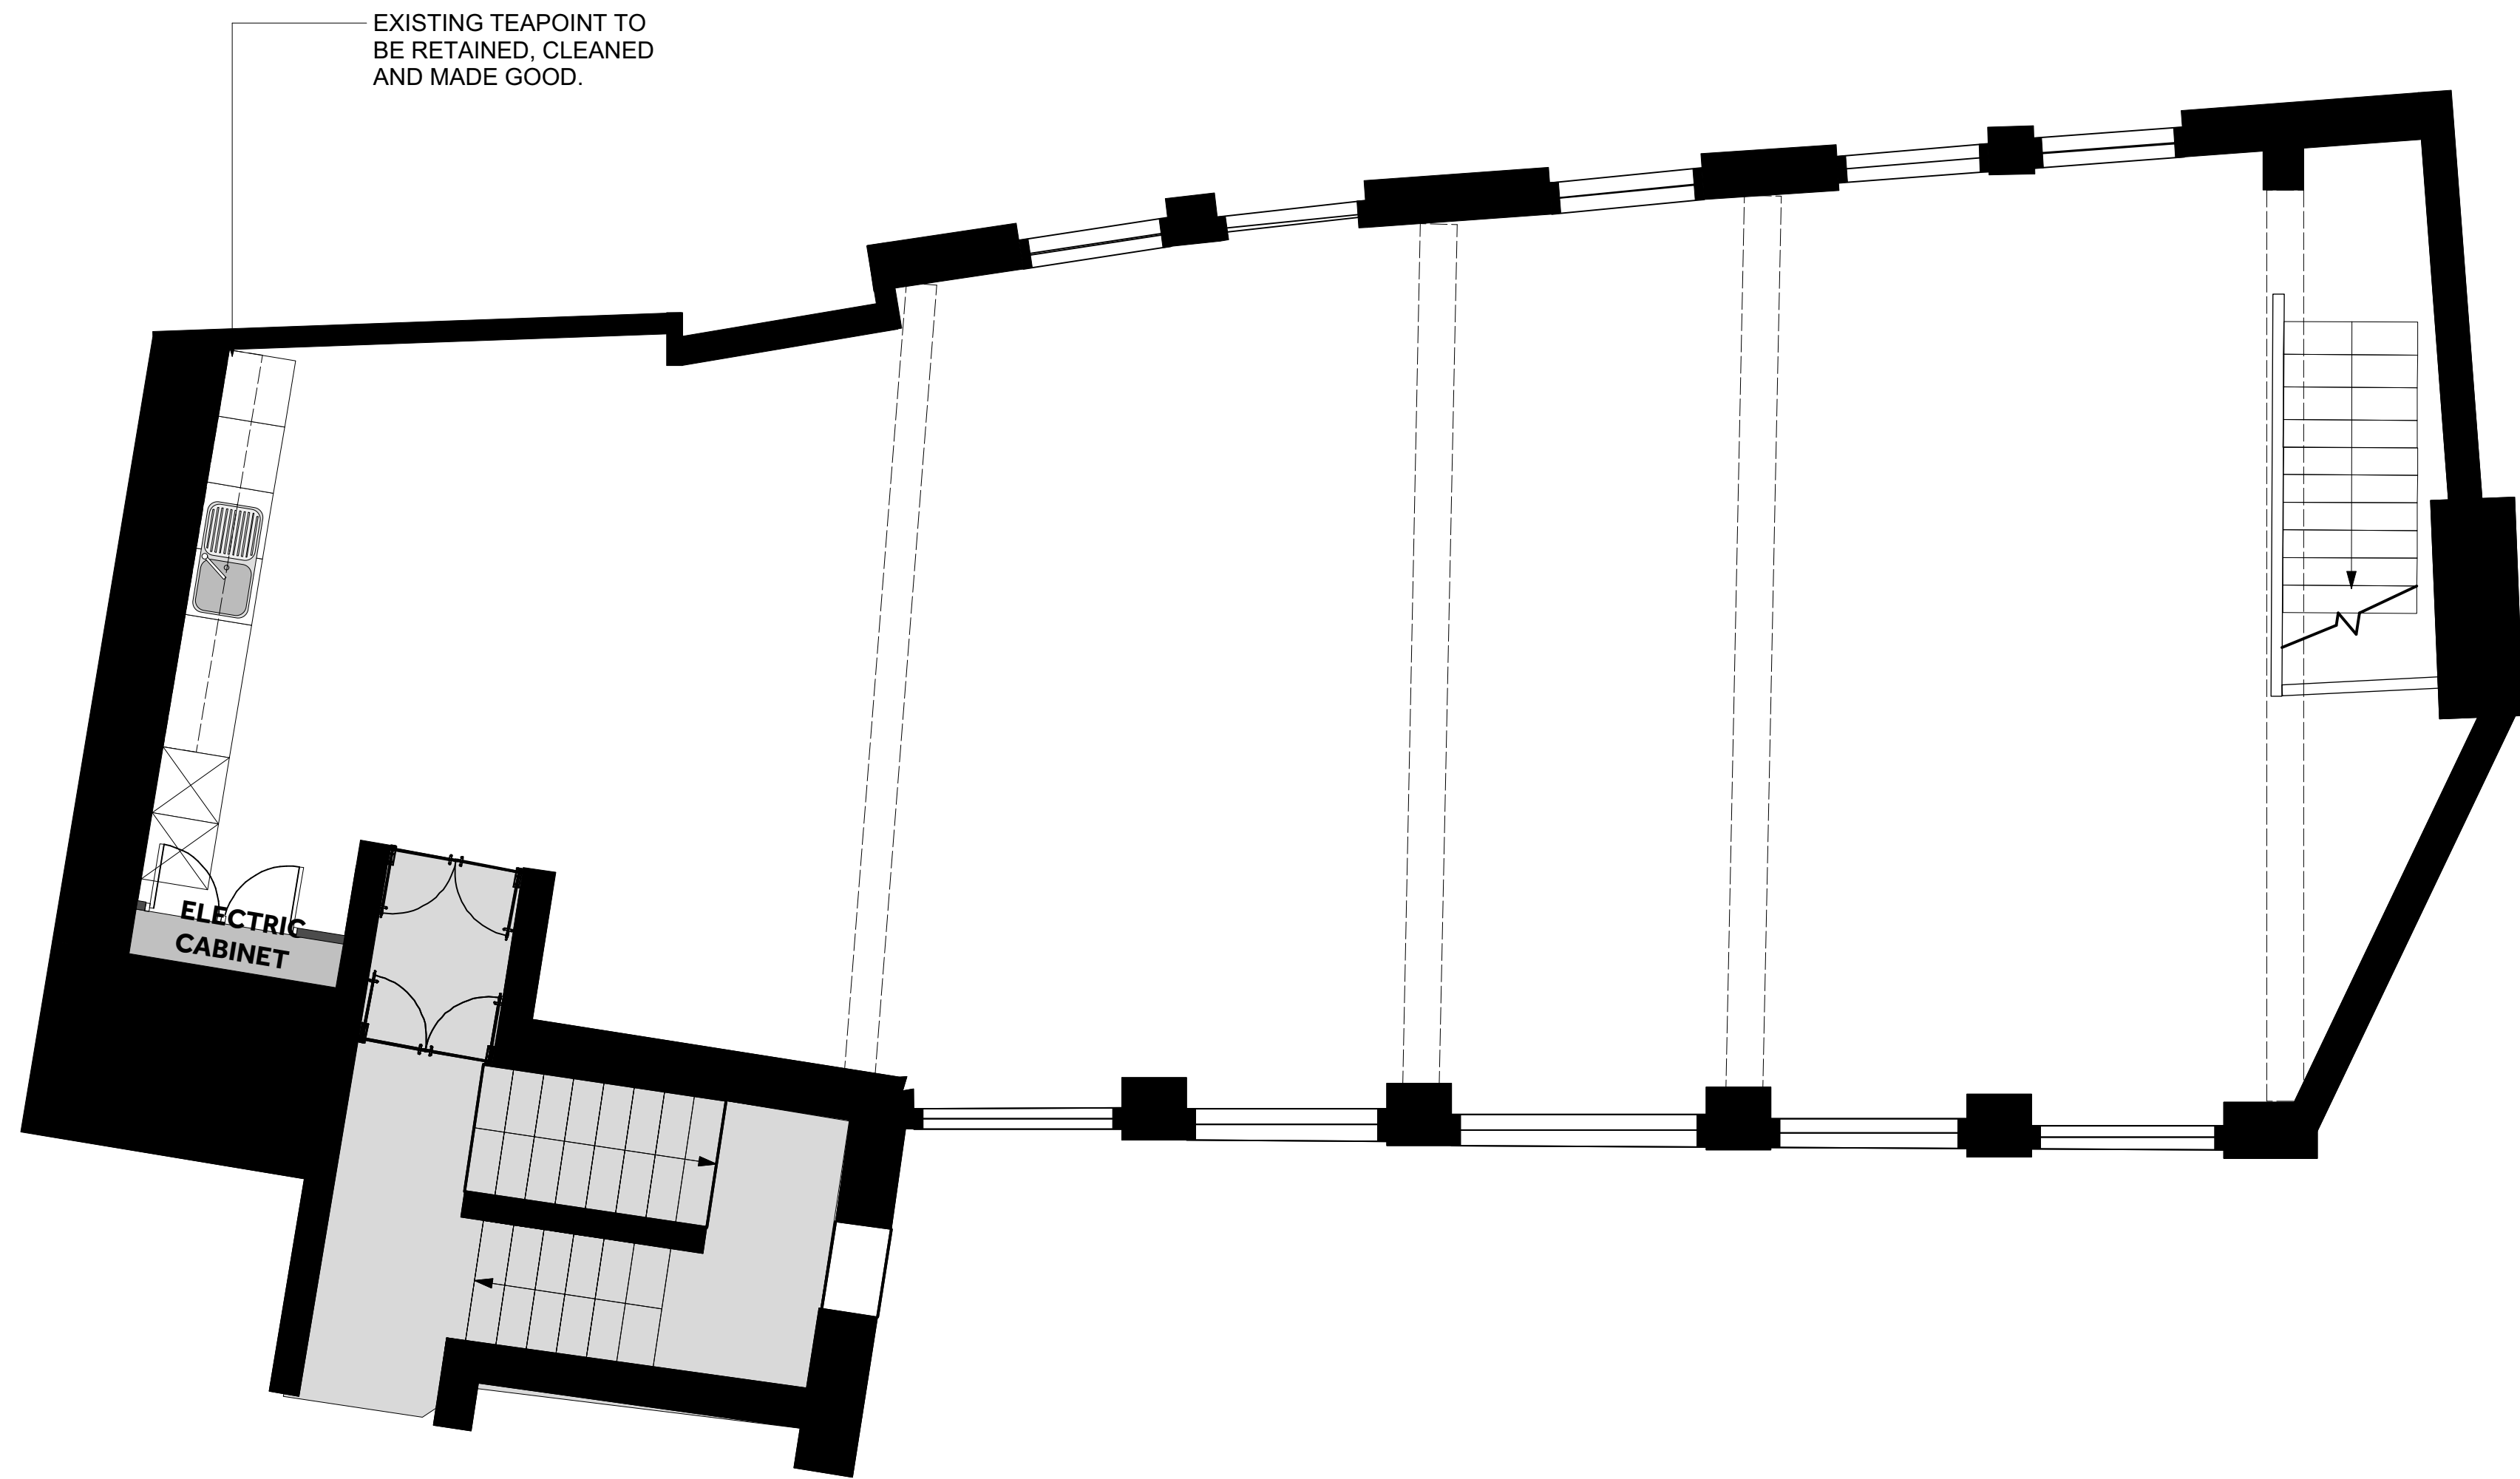 EXISTING TEAPOINT TO
BE RETAINED, CLEANED
AND MADE GOOD.
ELECTRIC
CABINET